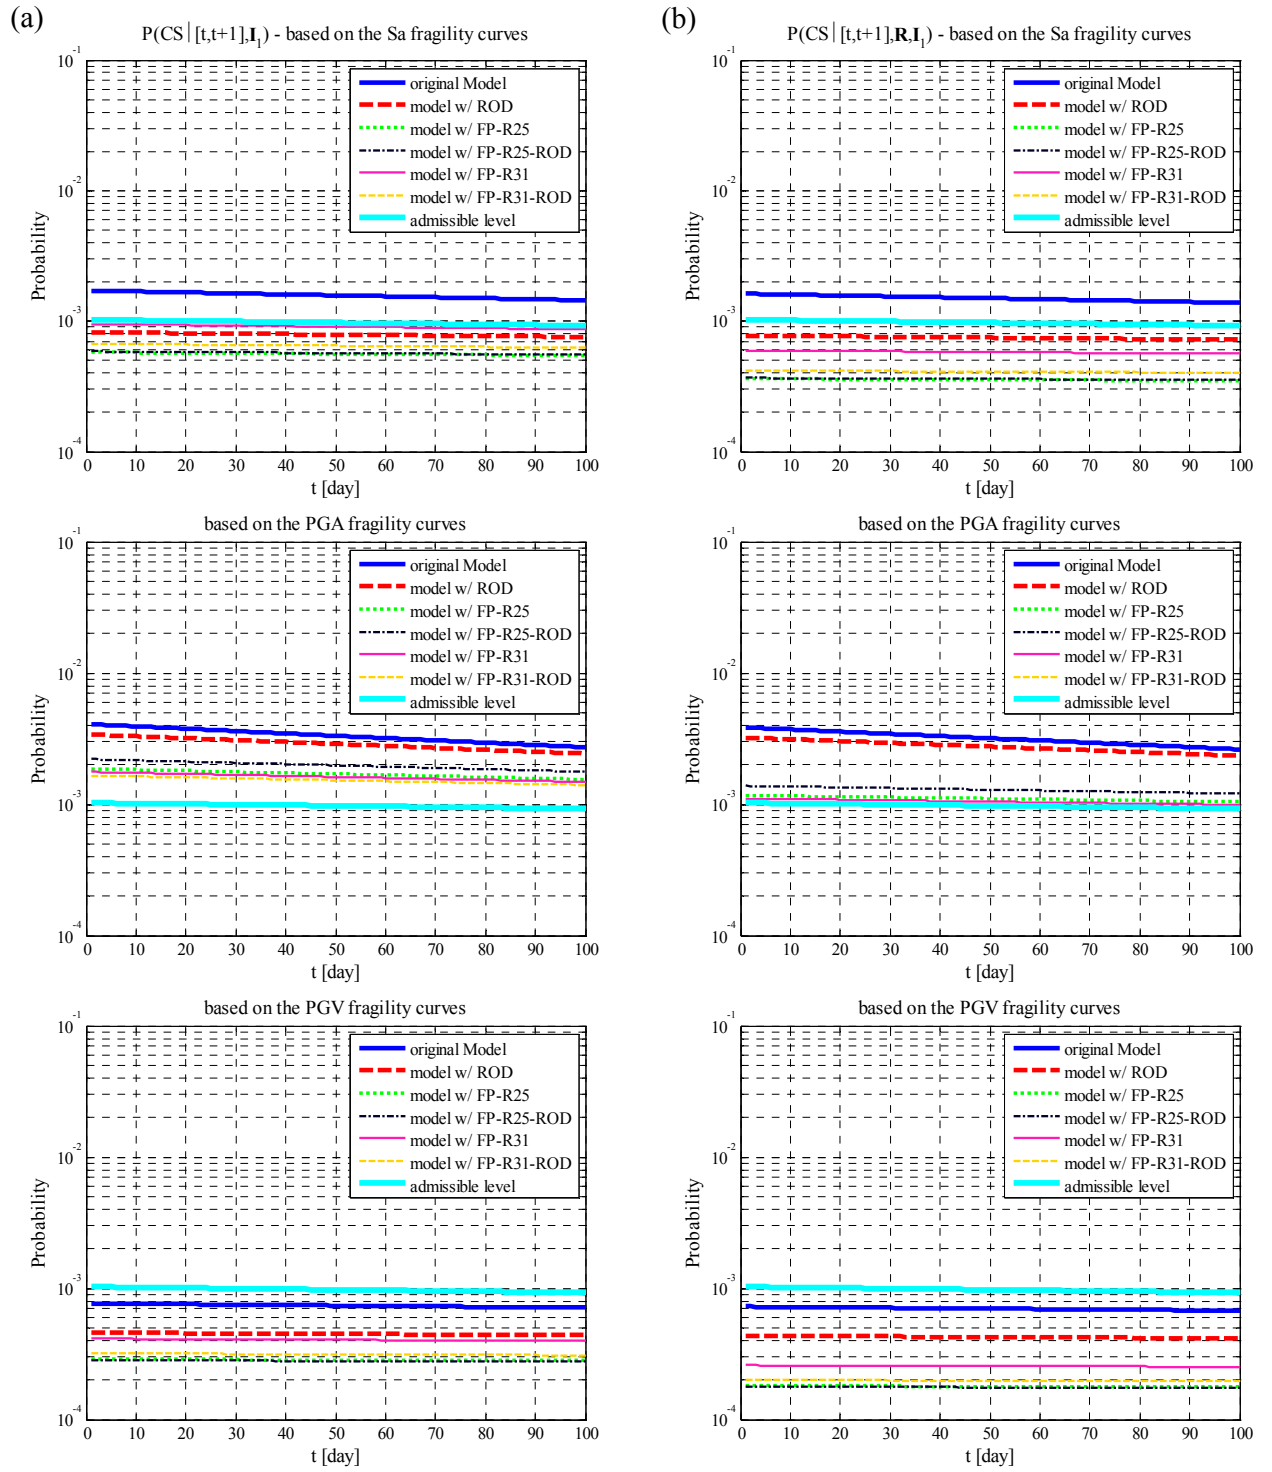 (a)
P(CS|[t,t+1],I1) - based on the Sa fragility curves
10-1
10-2
10-3
10-4
Probability
original Model
model w/ ROD
model w/ FP-R25
model w/ FP-R25-ROD
model w/ FP-R31
model w/ FP-R31-ROD
admissible level
0 10 20 30 40 50 60 70 80 90 100
t [day]
(b)
P(CS|[t,t+1],R,I1) - based on the Sa fragility curves
10-1
10-2
10-3
10-4
Probability
original Model
model w/ ROD
model w/ FP-R25
model w/ FP-R25-ROD
model w/ FP-R31
model w/ FP-R31-ROD
admissible level
0 10 20 30 40 50 60 70 80 90 100
t [day]
based on the PGA fragility curves
10-1
10-2
10-3
10-4
Probability
original Model
model w/ ROD
model w/ FP-R25
model w/ FP-R25-ROD
model w/ FP-R31
model w/ FP-R31-ROD
admissible level
0 10 20 30 40 50 60 70 80 90 100
t [day]
based on the PGA fragility curves
10-1
10-2
10-3
10-4
Probability
original Model
model w/ ROD
model w/ FP-R25
model w/ FP-R25-ROD
model w/ FP-R31
model w/ FP-R31-ROD
admissible level
0 10 20 30 40 50 60 70 80 90 100
t [day]
based on the PGV fragility curves
10-1
10-2
10-3
10-4
Probability
original Model
model w/ ROD
model w/ FP-R25
model w/ FP-R25-ROD
model w/ FP-R31
model w/ FP-R31-ROD
admissible level
0 10 20 30 40 50 60 70 80 90 100
t [day]
based on the PGV fragility curves
10-1
10-2
10-3
10-4
Probability
original Model
model w/ ROD
model w/ FP-R25
model w/ FP-R25-ROD
model w/ FP-R31
model w/ FP-R31-ROD
admissible level
0 10 20 30 40 50 60 70 80 90 100
t [day]